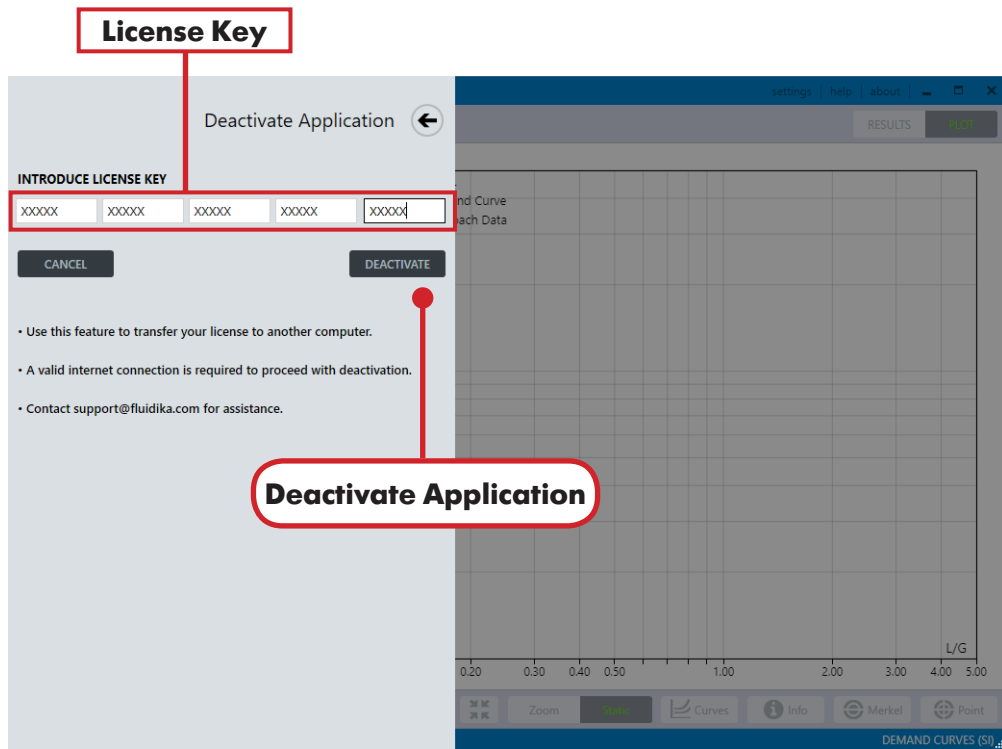 License Key
settings help about
Deactivate Application
RESULTS PLOT
INTRODUCE LICENSE KEY
XXXXX XXXXX XXXXX XXXXX XXXXX
nd Curve
ach Data
CANCEL DEACTIVATE
• Use this feature to transfer your license to another computer.
• A valid internet connection is required to proceed with deactivation.
• Contact support@fluidika.com for assistance.
Deactivate Application
L/G
0.20 0.30 0.40 0.50 1.00 2.00 3.00 4.00 5.00
Zoom Static Curves Info Merkel Point
DEMAND CURVES (SI)